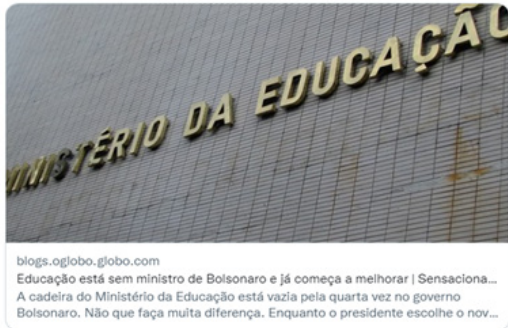 MINISTÉRIO DA EDUCAÇÃO
blogs.oglobo.globo.com
Educação está sem ministro de Bolsonaro e já começa a melhorar | Sensaciona...
A cadeira do Ministério da Educação está vazia pela quarta vez no governo
Bolsonaro. Não que faça muita diferença. Enquanto o presidente escolhe o nov...